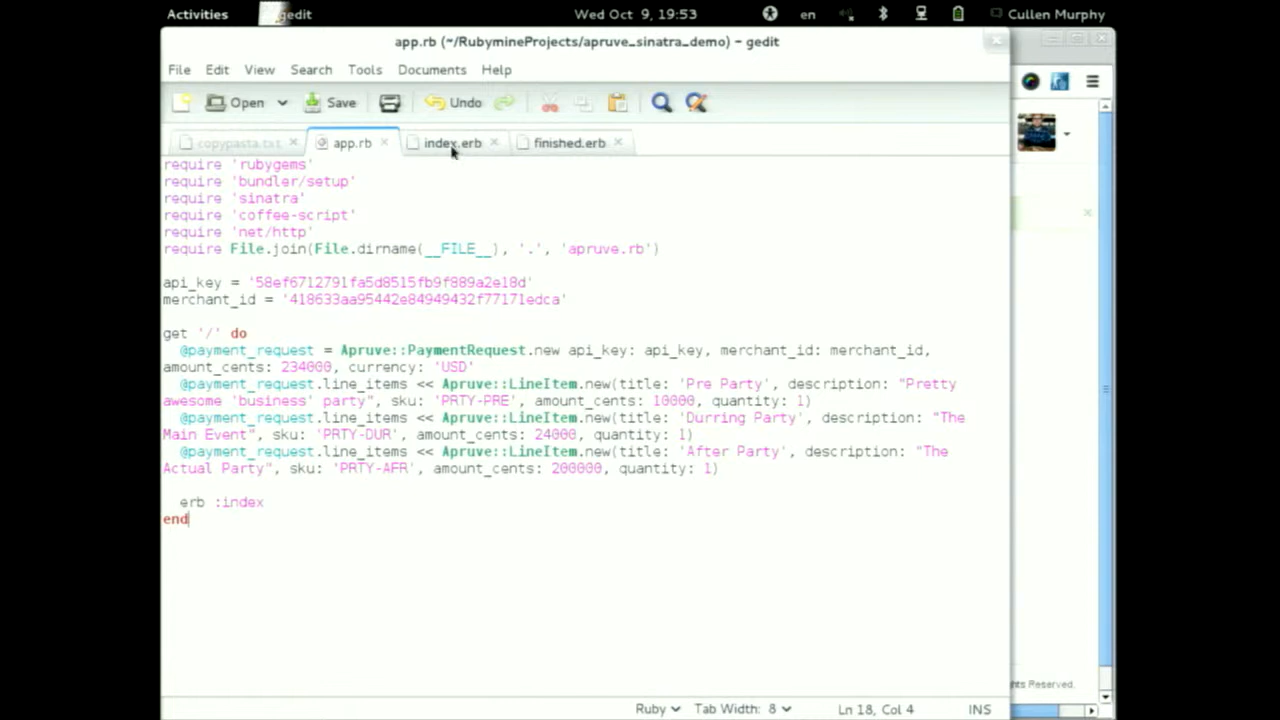 Activities gedit Wed Oct 9, 19:53 en Cullen Murphy
app.rb (~/RubymineProjects/apruve_sinatra_demo) - gedit
File Edit View Search Tools Documents Help
Open Save Undo
copypasta.txt app.rb index.erb finished.erb
require 'rubygems'
require 'bundler/setup'
require 'sinatra'
require 'coffee-script'
require 'net/http'
require File.join(File.dirname(__FILE__), '.', 'apruve.rb')
api_key = '58ef6712791fa5d8515fb9f889a2e18d'
merchant_id = '418633aa95442e84949432f77171edca'
get '/' do
@payment_request = Apruve::PaymentRequest.new api_key: api_key, merchant_id: merchant_id,
amount_cents: 234000, currency: 'USD'
@payment_request.line_items << Apruve::LineItem.new(title: 'Pre Party', description: "Pretty
awesome 'business' party", sku: 'PRTY-PRE', amount_cents: 10000, quantity: 1)
@payment_request.line_items << Apruve::LineItem.new(title: 'Durring Party', description: "The
Main Event", sku: 'PRTY-DUR', amount_cents: 24000, quantity: 1)
@payment_request.line_items << Apruve::LineItem.new(title: 'After Party', description: "The
Actual Party", sku: 'PRTY-AFR', amount_cents: 200000, quantity: 1)
erb :index
end
Reserved.
Ruby Tab Width: 8 Ln 18, Col 4 INS